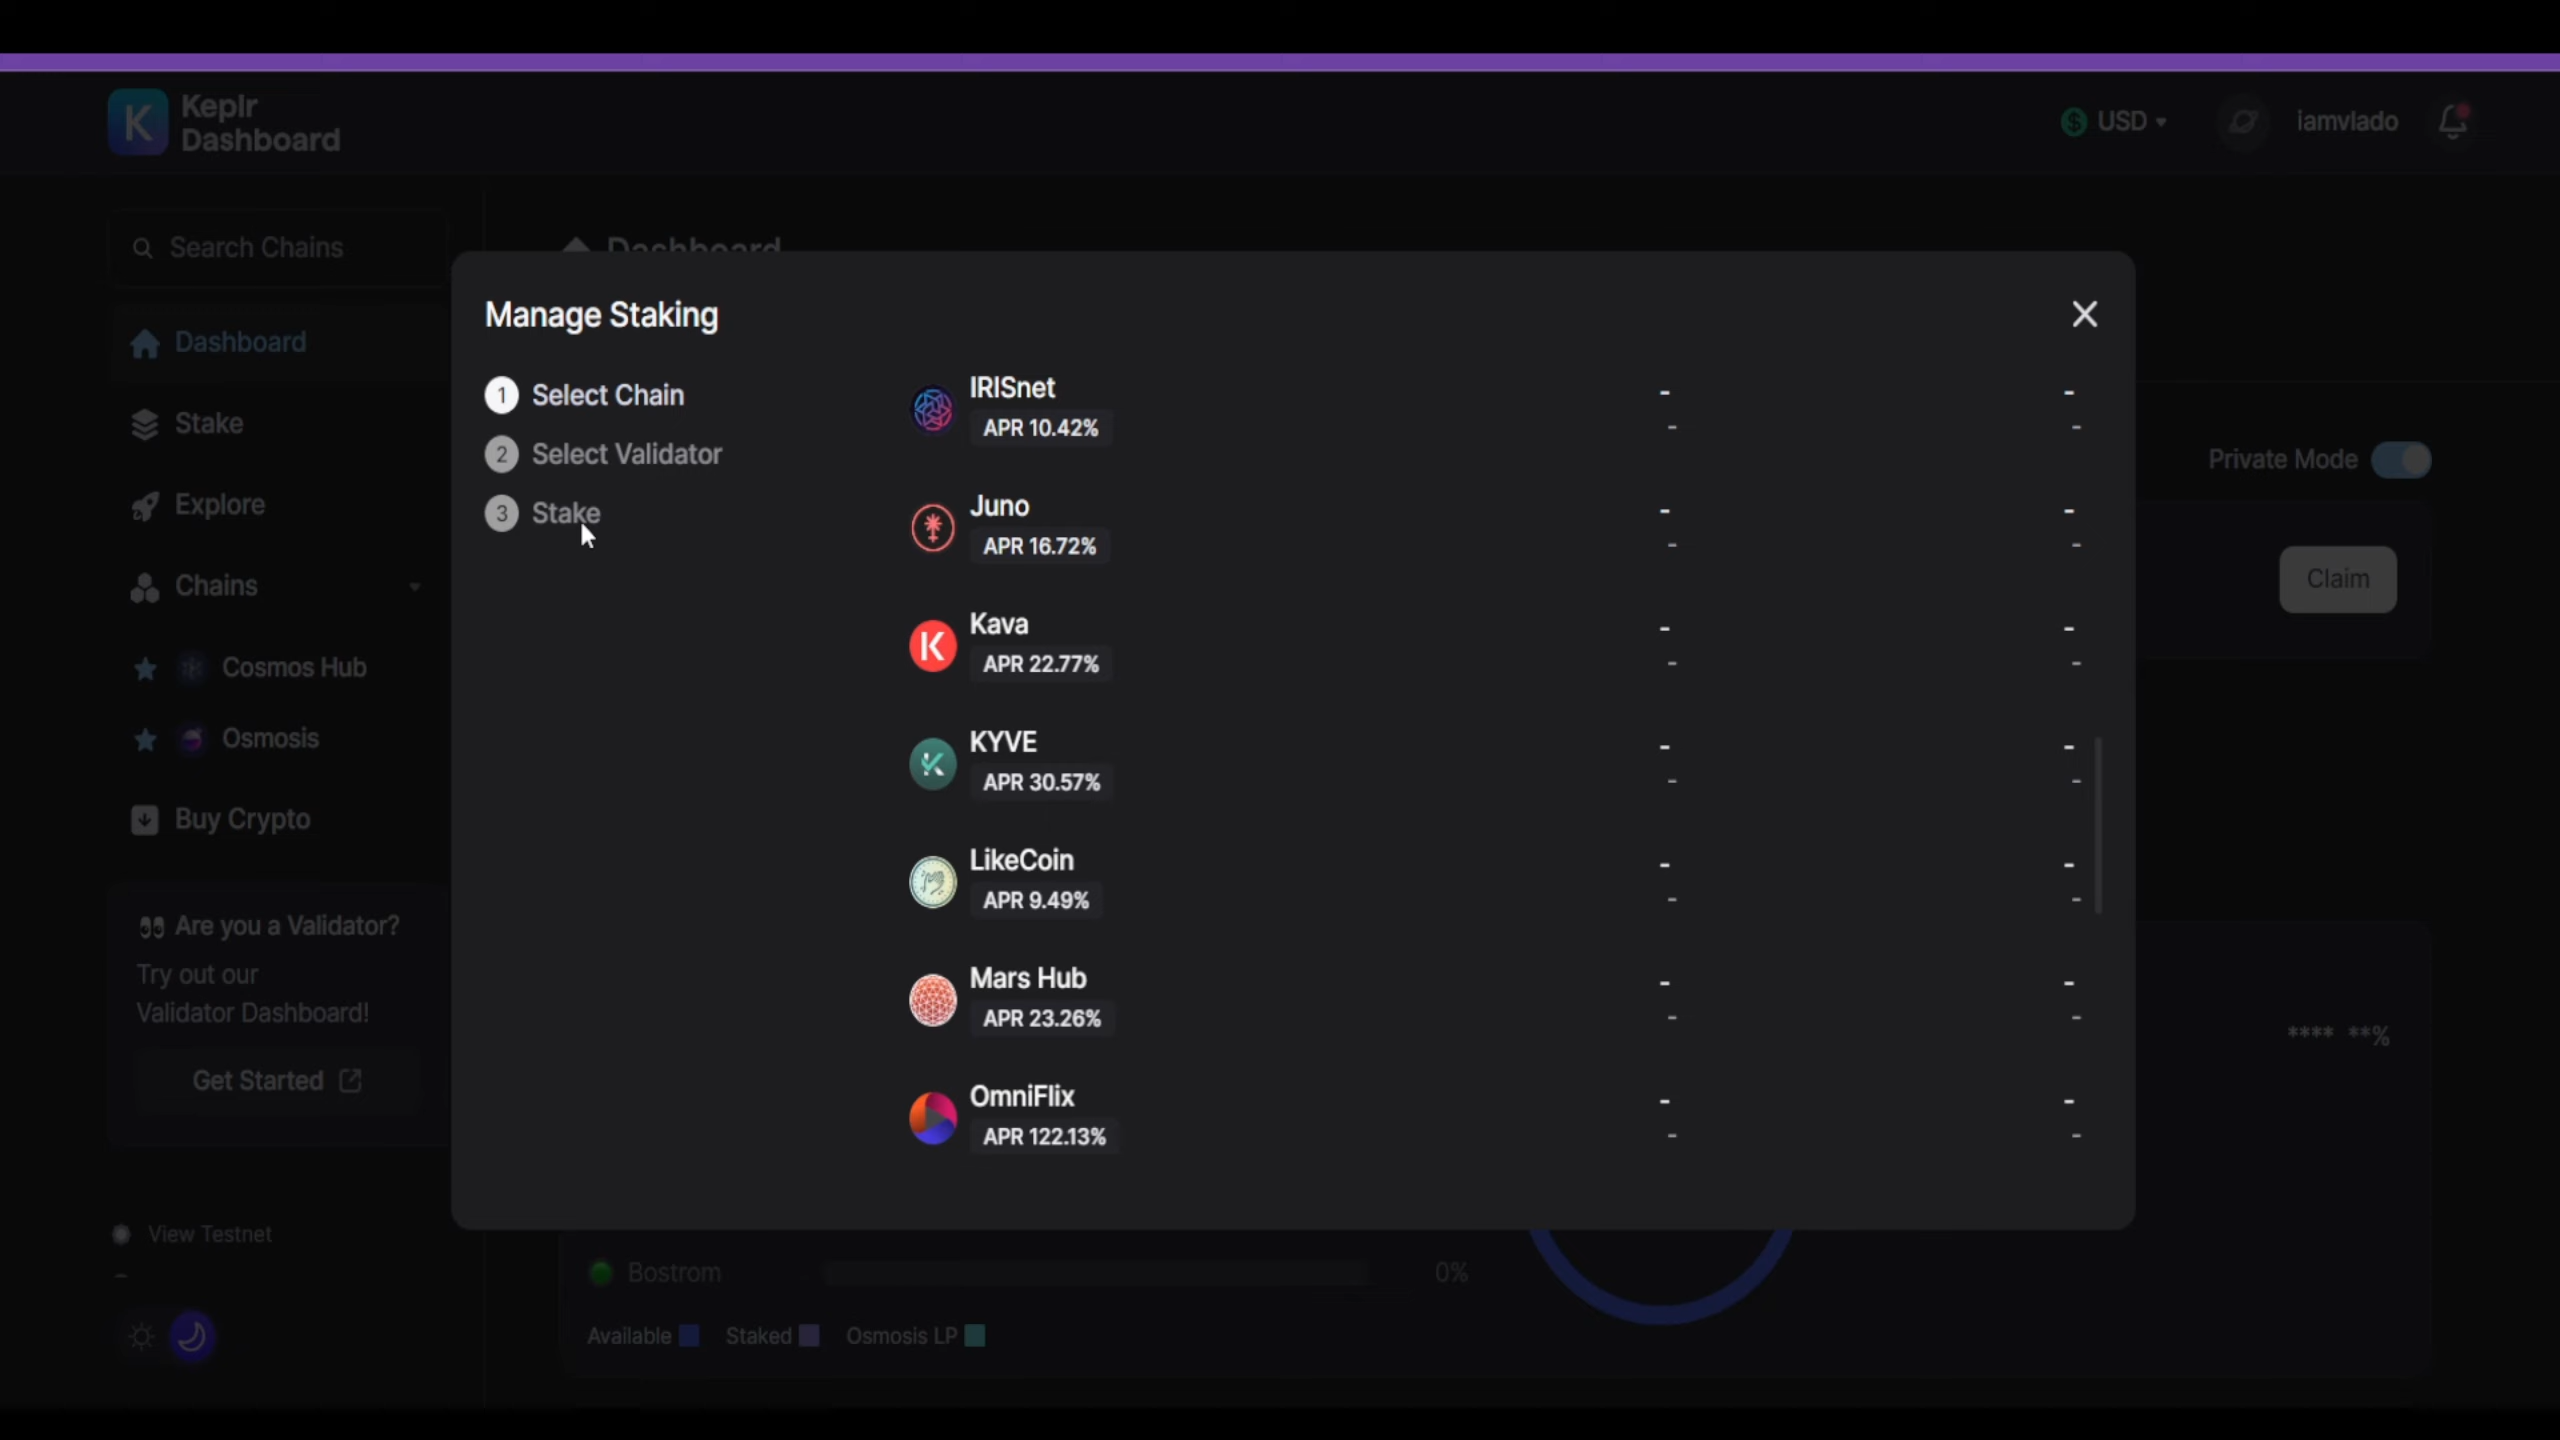 Keplr
Dashboard
USD
iamvlado
Search Chains
Dashboard
Dashboard
Stake
Explore
Chains
Cosmos Hub
Osmosis
Buy Crypto
Are you a Validator?
Try out our
Validator Dashboard!
Get Started
View Testnet
Manage Staking
1 Select Chain
2 Select Validator
3 Stake
IRISnet - -
APR 10.42% - -
Juno - -
APR 16.72% - -
Kava - -
APR 22.77% - -
KYVE - -
APR 30.57% - -
LikeCoin - -
APR 9.49% - -
Mars Hub - -
APR 23.26% - -
OmniFlix - -
APR 122.13% - -
Private Mode
Claim
**** **%
Bostrom 0%
Available Staked Osmosis LP